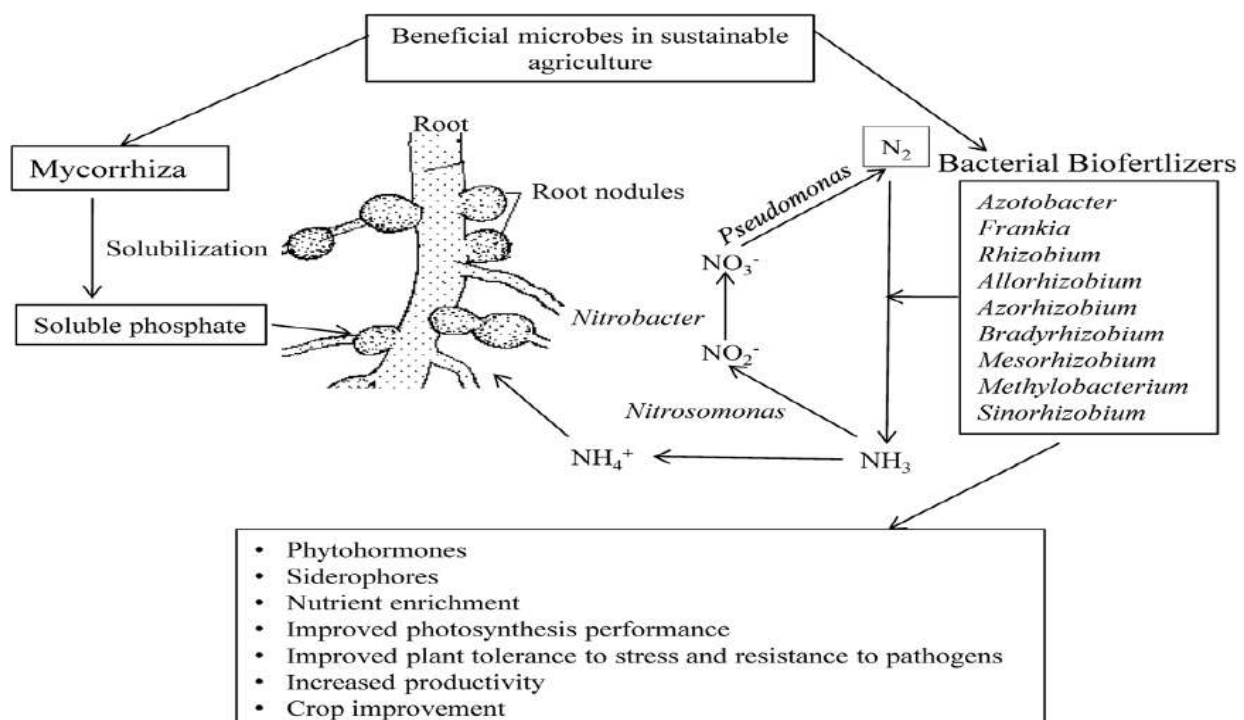 Beneficial microbes in sustainable
agriculture
Root
Mycorrhiza
N₂
Bacterial Biofertlizers
Root nodules
Pseudomonas
Azotobacter
Frankia
Rhizobium
Allorhizobium
Azorhizobium
Bradyrhizobium
Mesorhizobium
Methylobacterium
Sinorhizobium
Solubilization
NO₃⁻
Soluble phosphate
Nitrobacter
NO₂⁻
Nitrosomonas
NH₄⁺
NH₃
• Phytohormones
• Siderophores
• Nutrient enrichment
• Improved photosynthesis performance
• Improved plant tolerance to stress and resistance to pathogens
• Increased productivity
• Crop improvement